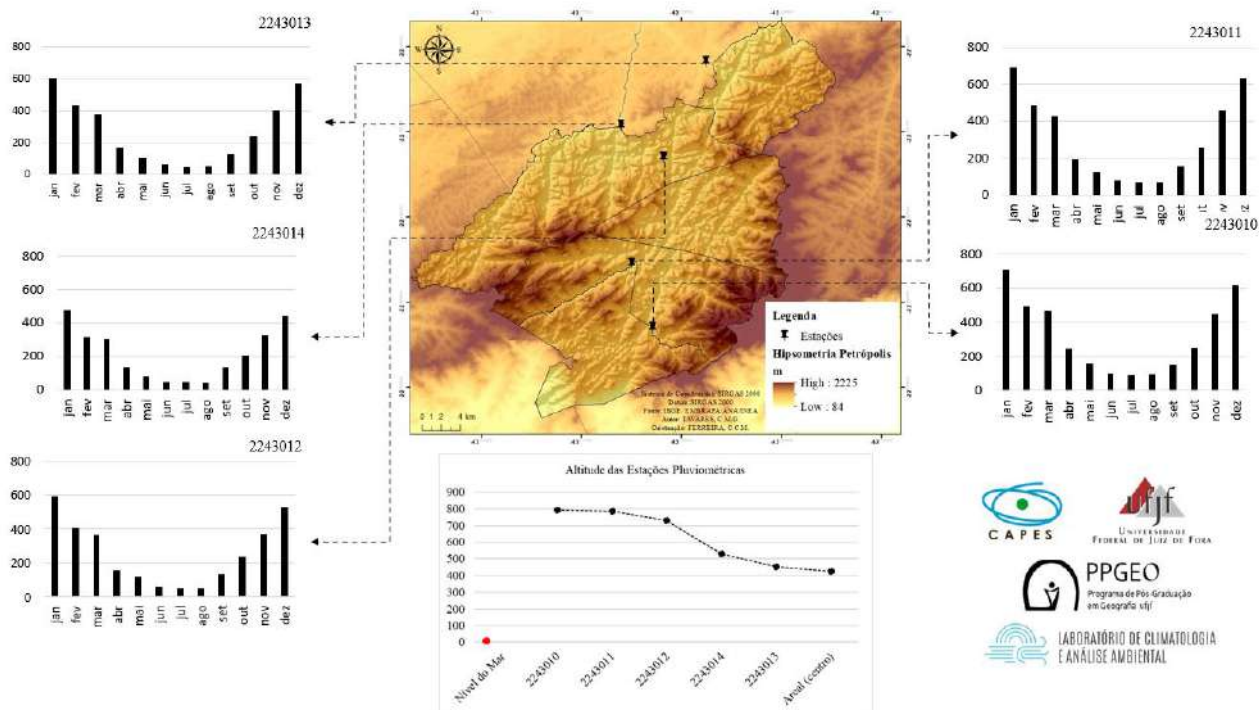 2243013
800
600
400
200
0
jan
fev
mar
abr
mai
jun
jul
ago
set
out
nov
dez
2243014
800
600
400
200
0
jan
fev
mar
abr
mai
jun
jul
ago
set
out
nov
dez
2243012
800
600
400
200
0
jan
fev
mar
abr
mai
jun
jul
ago
set
out
nov
dez
N
S
Legenda
Estações
Hipsometria Petrópolis
m
High : 2225
Low : 84
0 1 2 4 km
Altitude das Estações Pluviométricas
900
800
700
600
500
400
300
200
100
0
Nível do Mar
2243010
2243011
2243012
2243014
2243013
Areal (centro)
2243011
800
600
400
200
0
jan
fev
mar
abr
mai
jun
jul
ago
set
2243010
800
600
400
200
0
jan
fev
mar
abr
mai
jun
jul
ago
set
out
nov
dez
CAPES
ufjf
UNIVERSIDADE
FEDERAL DE JUIZ DE FORA
PPGEO
Programa de Pós-Graduação
em Geografia ufjf
LABORATÓRIO DE CLIMATOLOGIA
E ANÁLISE AMBIENTAL